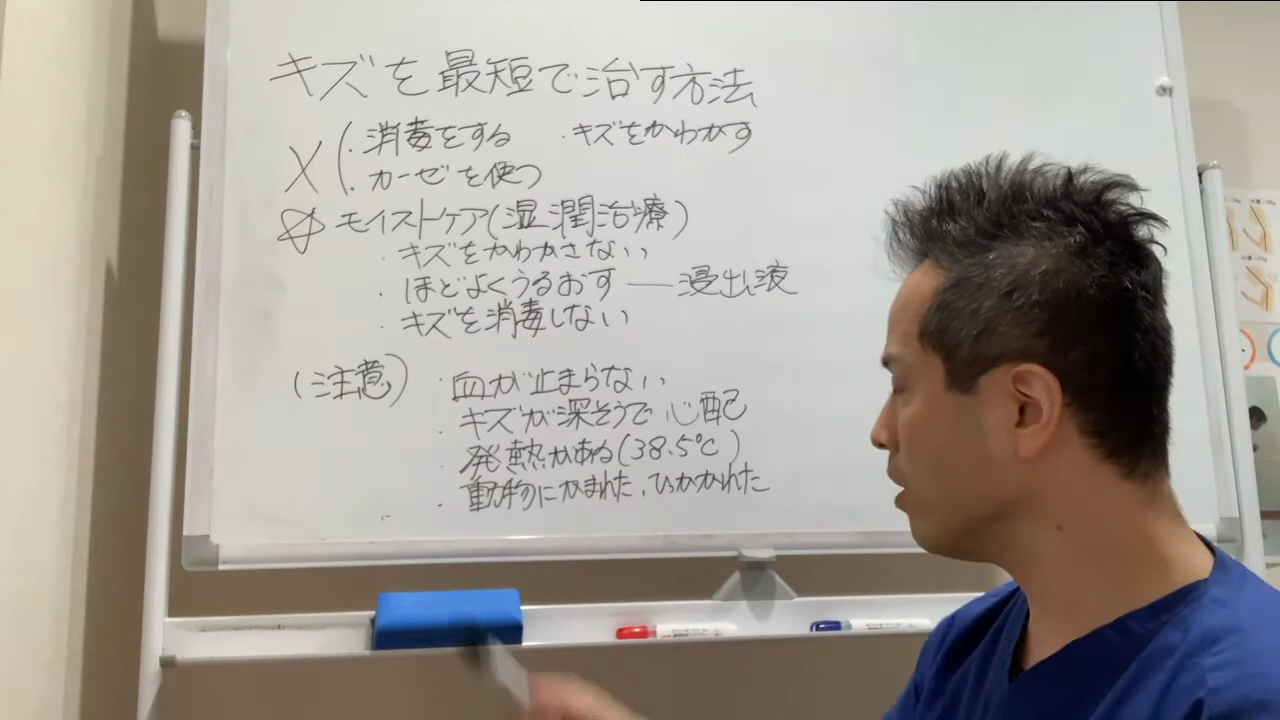 キズを最短で治す方法
×(・消毒をする ・キズをかわかす
・ガーゼを使つ
☆ モイストケア(湿潤治療)
・キズをかわかさない
・ほどよくうるおす ― 浸出液
・キズを消毒しない
(注意) ・血が止まらない
・キズが深そうで心配
・発熱がある(38.5℃)
・動物にかまれた、ひっかかれた